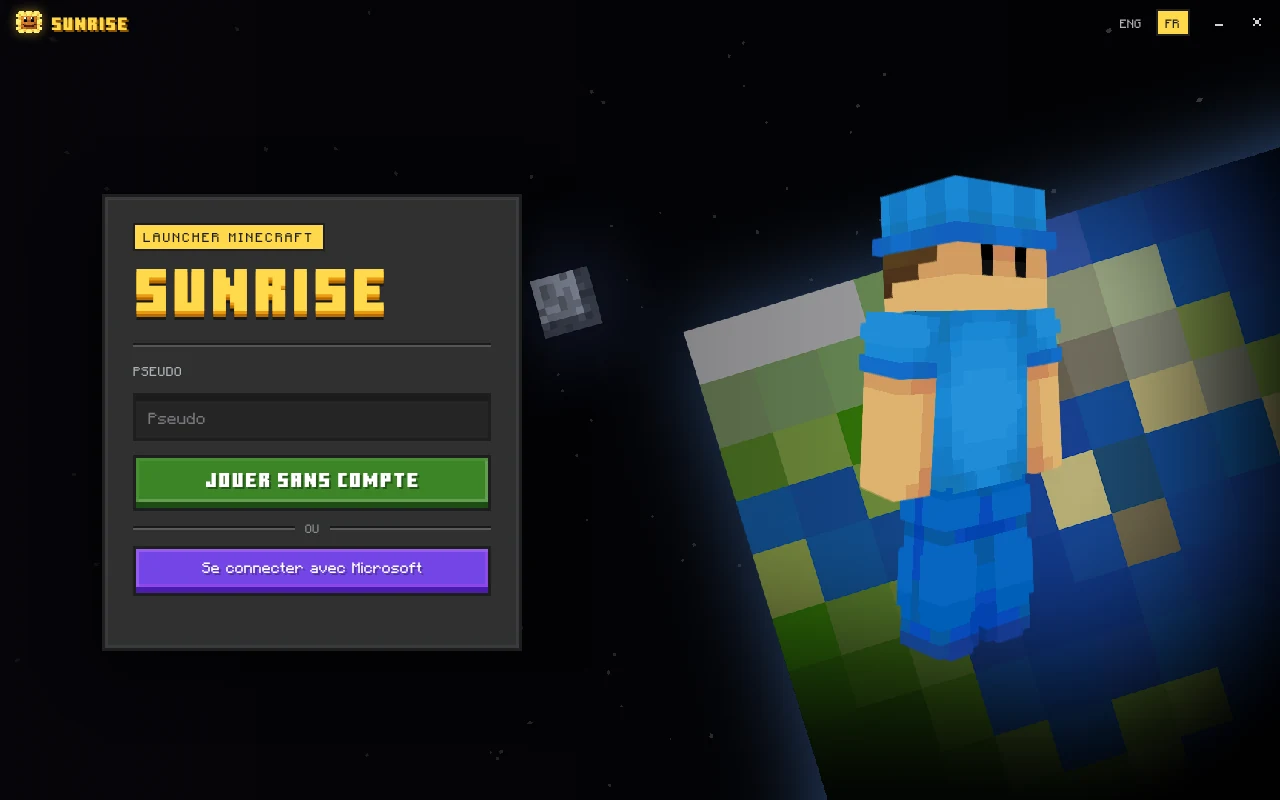 SUNRISE
ENG FR
LAUNCHER MINECRAFT
SUNRISE
PSEUDO
Pseudo
JOUER SANS COMPTE
OU
Se connecter avec Microsoft